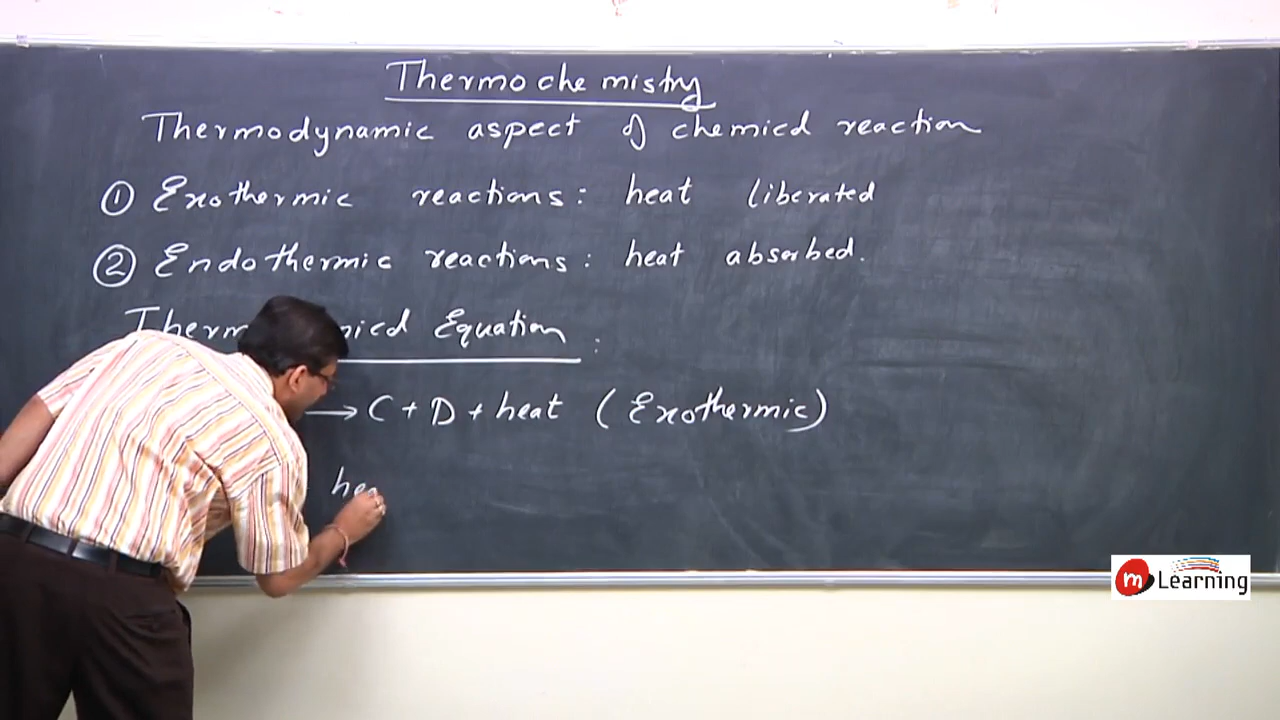 Thermochemistry
Thermodynamic aspect of chemical reaction
① Exothermic reactions: heat liberated
② Endothermic reactions: heat absorbed.
Equation :
→ C + D + heat (Exothermic)
he
m Learning